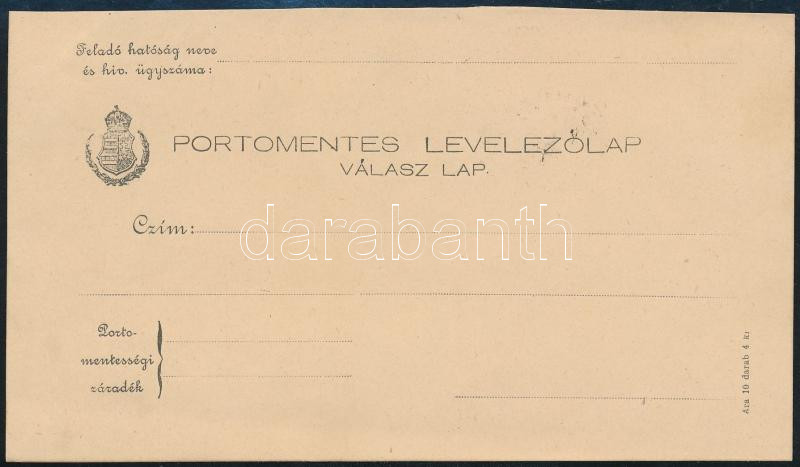 Feladó hatóság neve
és hiv. ügyszáma:
PORTOMENTES LEVELEZŐLAP
VÁLASZ LAP.
Czím:
darabanth
Porto-
mentességi
záradék
Ára 10 darab 4 kr